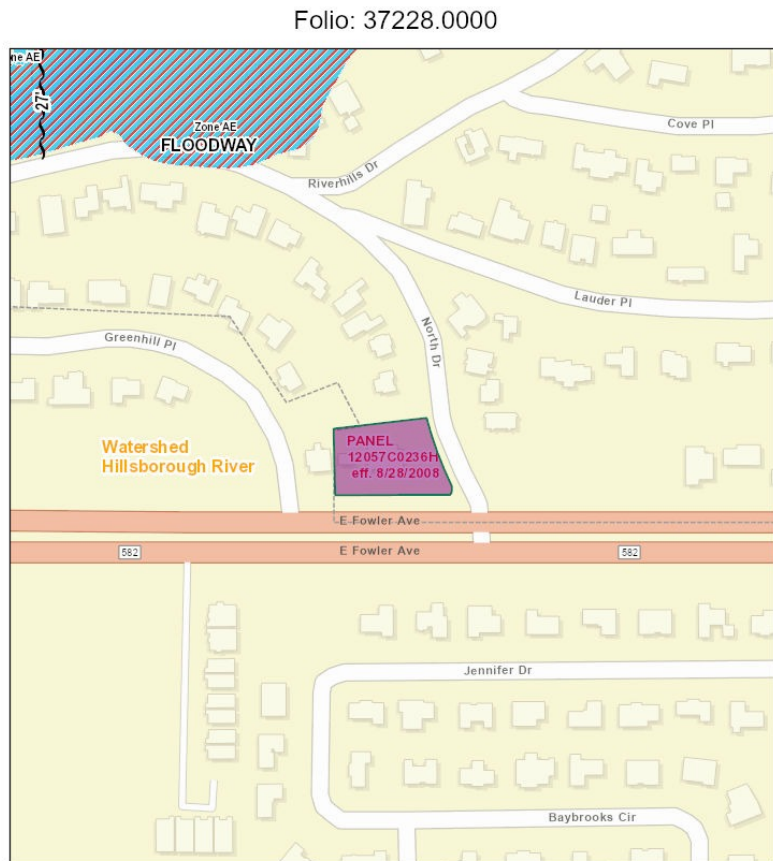 Folio: 37228.0000
ne AE
27'
Zone AE
FLOODWAY
Cove Pl
Riverhills Dr
Lauder Pl
North Dr
Greenhill Pl
PANEL
12057C0236H
eff. 8/28/2008
Watershed
Hillsborough River
E Fowler Ave
E Fowler Ave
582
582
Jennifer Dr
Baybrooks Cir